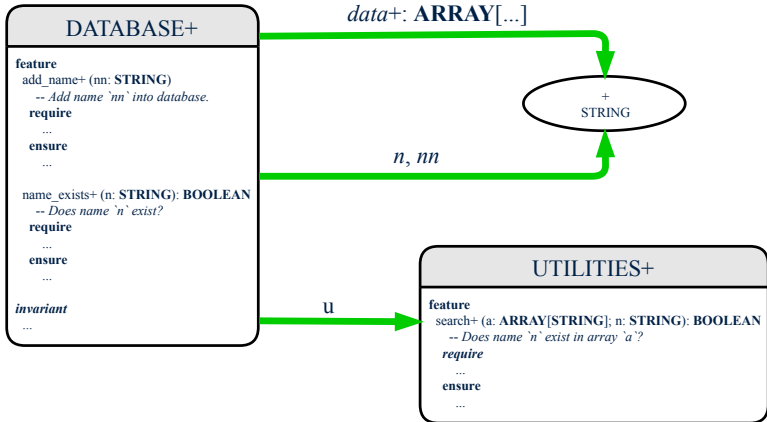 DATABASE+
feature
add_name+ (nn: STRING)
-- Add name `nn` into database.
require
...
ensure
...
name_exists+ (n: STRING): BOOLEAN
-- Does name `n` exist?
require
...
ensure
...
invariant
...
data+: ARRAY[...]
+
STRING
n, nn
u
UTILITIES+
feature
search+ (a: ARRAY[STRING]; n: STRING): BOOLEAN
-- Does name `n` exist in array `a`?
require
...
ensure
...